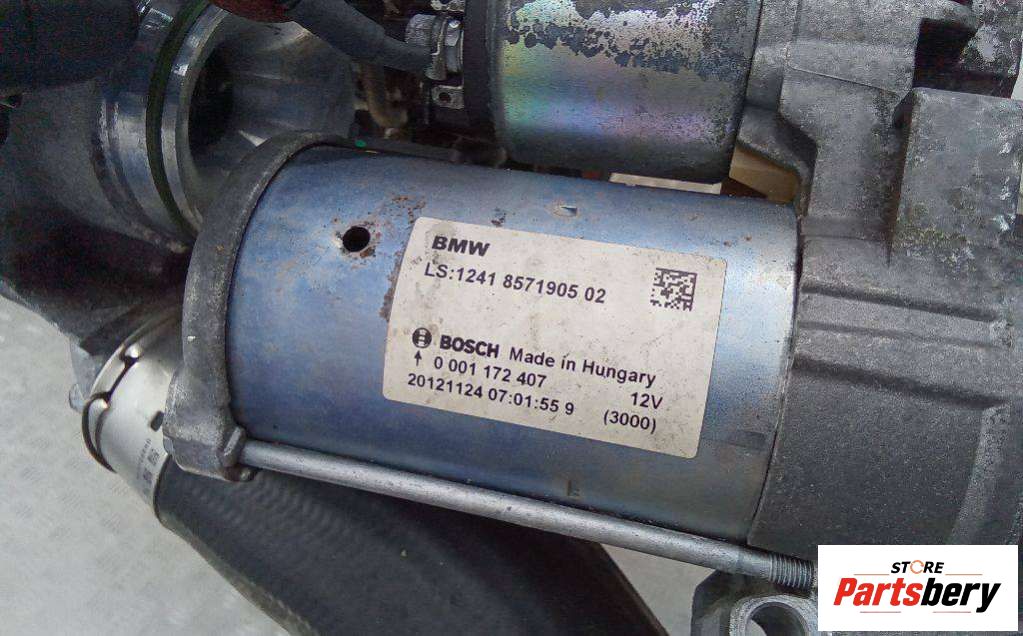 BMW
LS:1241 8571905 02
BOSCH Made in Hungary
0 001 172 407 12V
20121124 07:01:55 9 (3000)
STORE
Partsbery